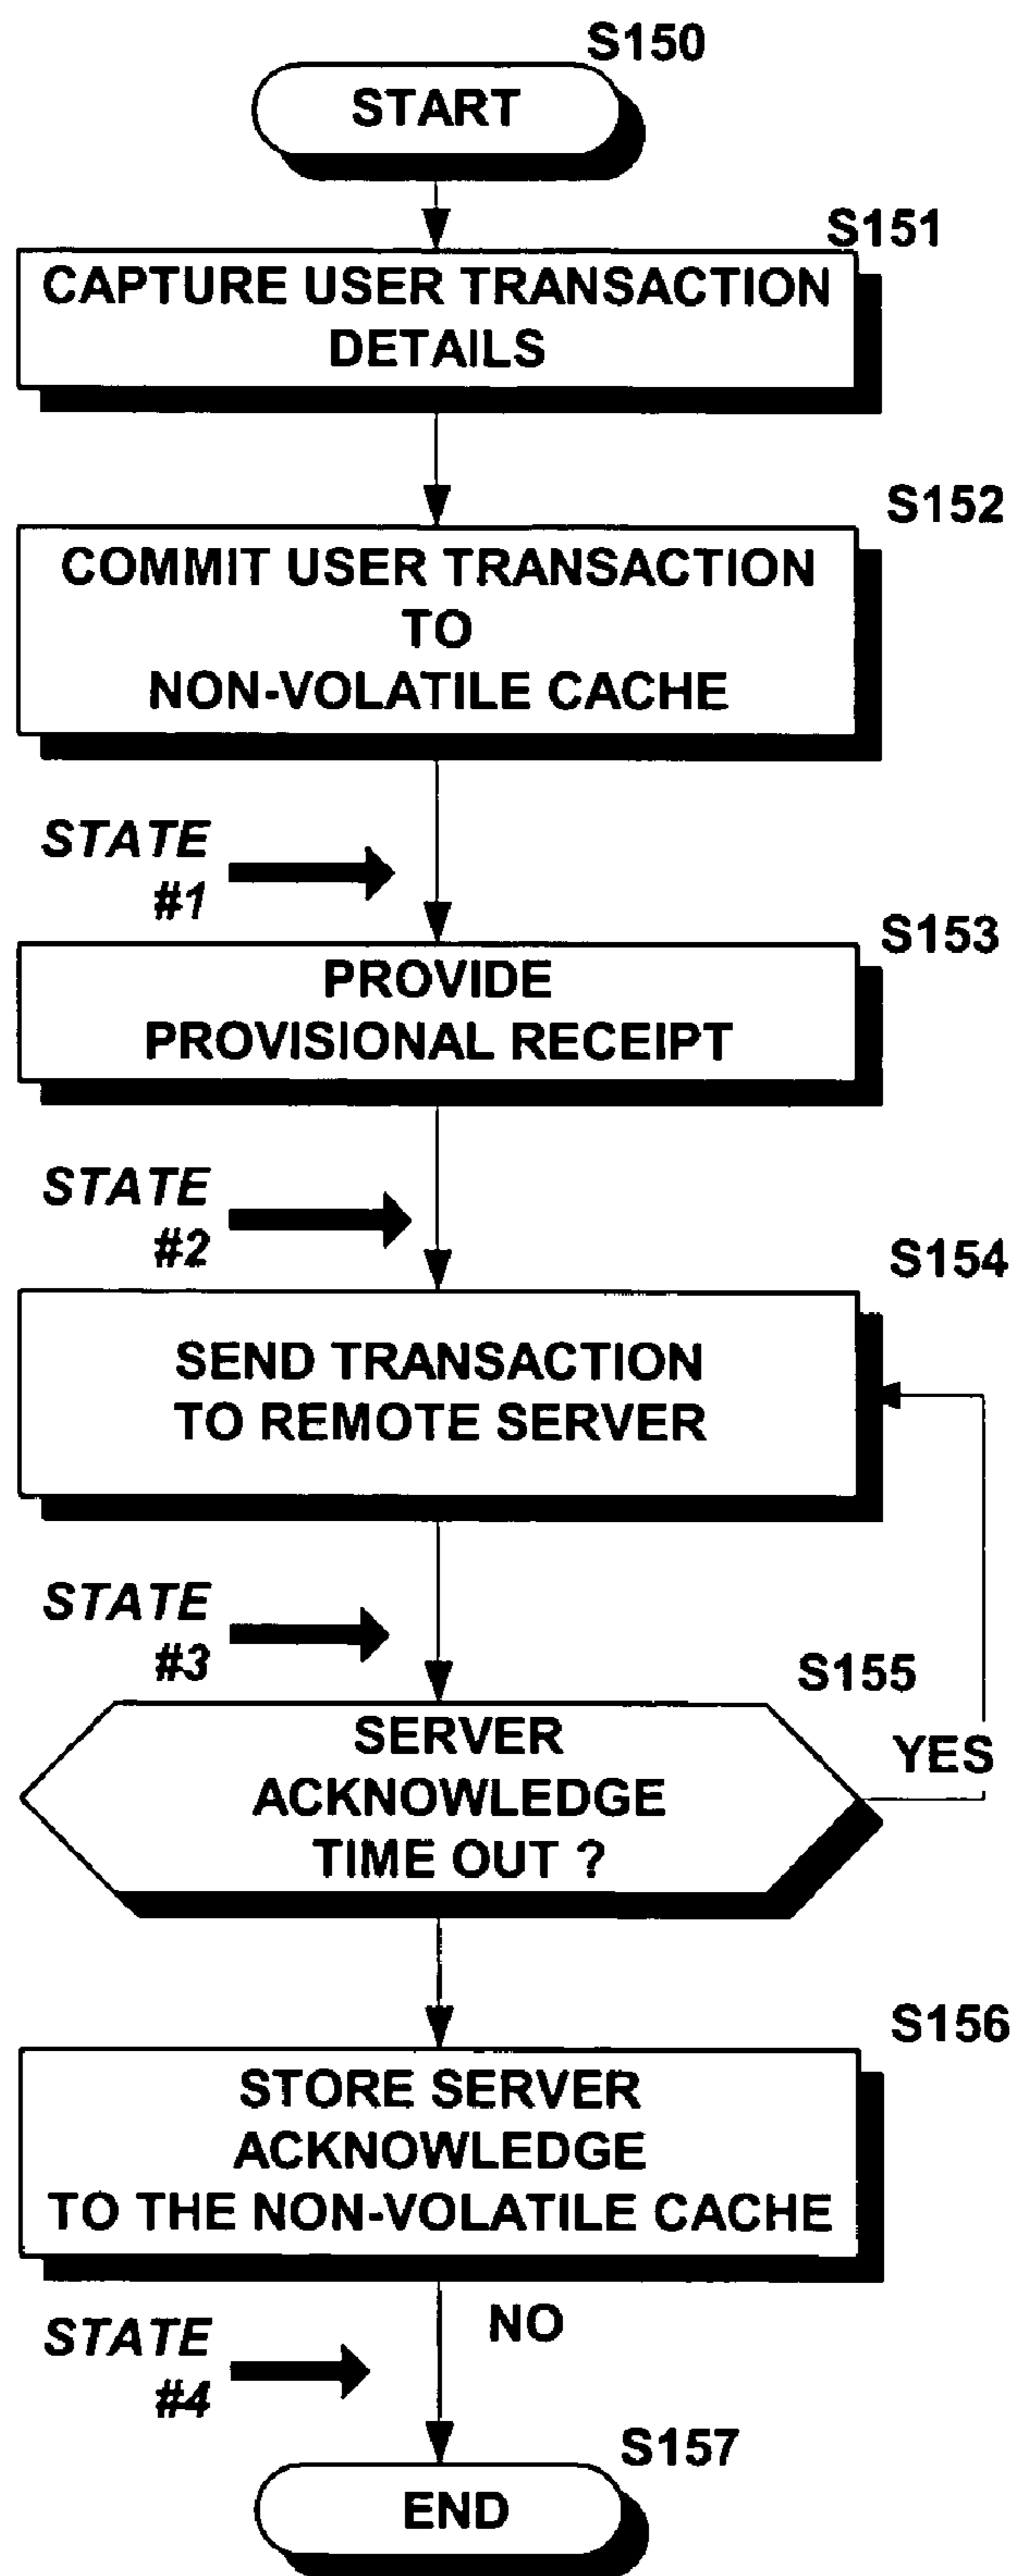 S150
START
S151
CAPTURE USER TRANSACTION
DETAILS
S152
COMMIT USER TRANSACTION
TO
NON-VOLATILE CACHE
STATE
#1
S153
PROVIDE
PROVISIONAL RECEIPT
STATE
#2
S154
SEND TRANSACTION
TO REMOTE SERVER
STATE
#3
S155
SERVER
ACKNOWLEDGE
TIME OUT ?
YES
S156
STORE SERVER
ACKNOWLEDGE
TO THE NON-VOLATILE CACHE
NO
STATE
#4
S157
END